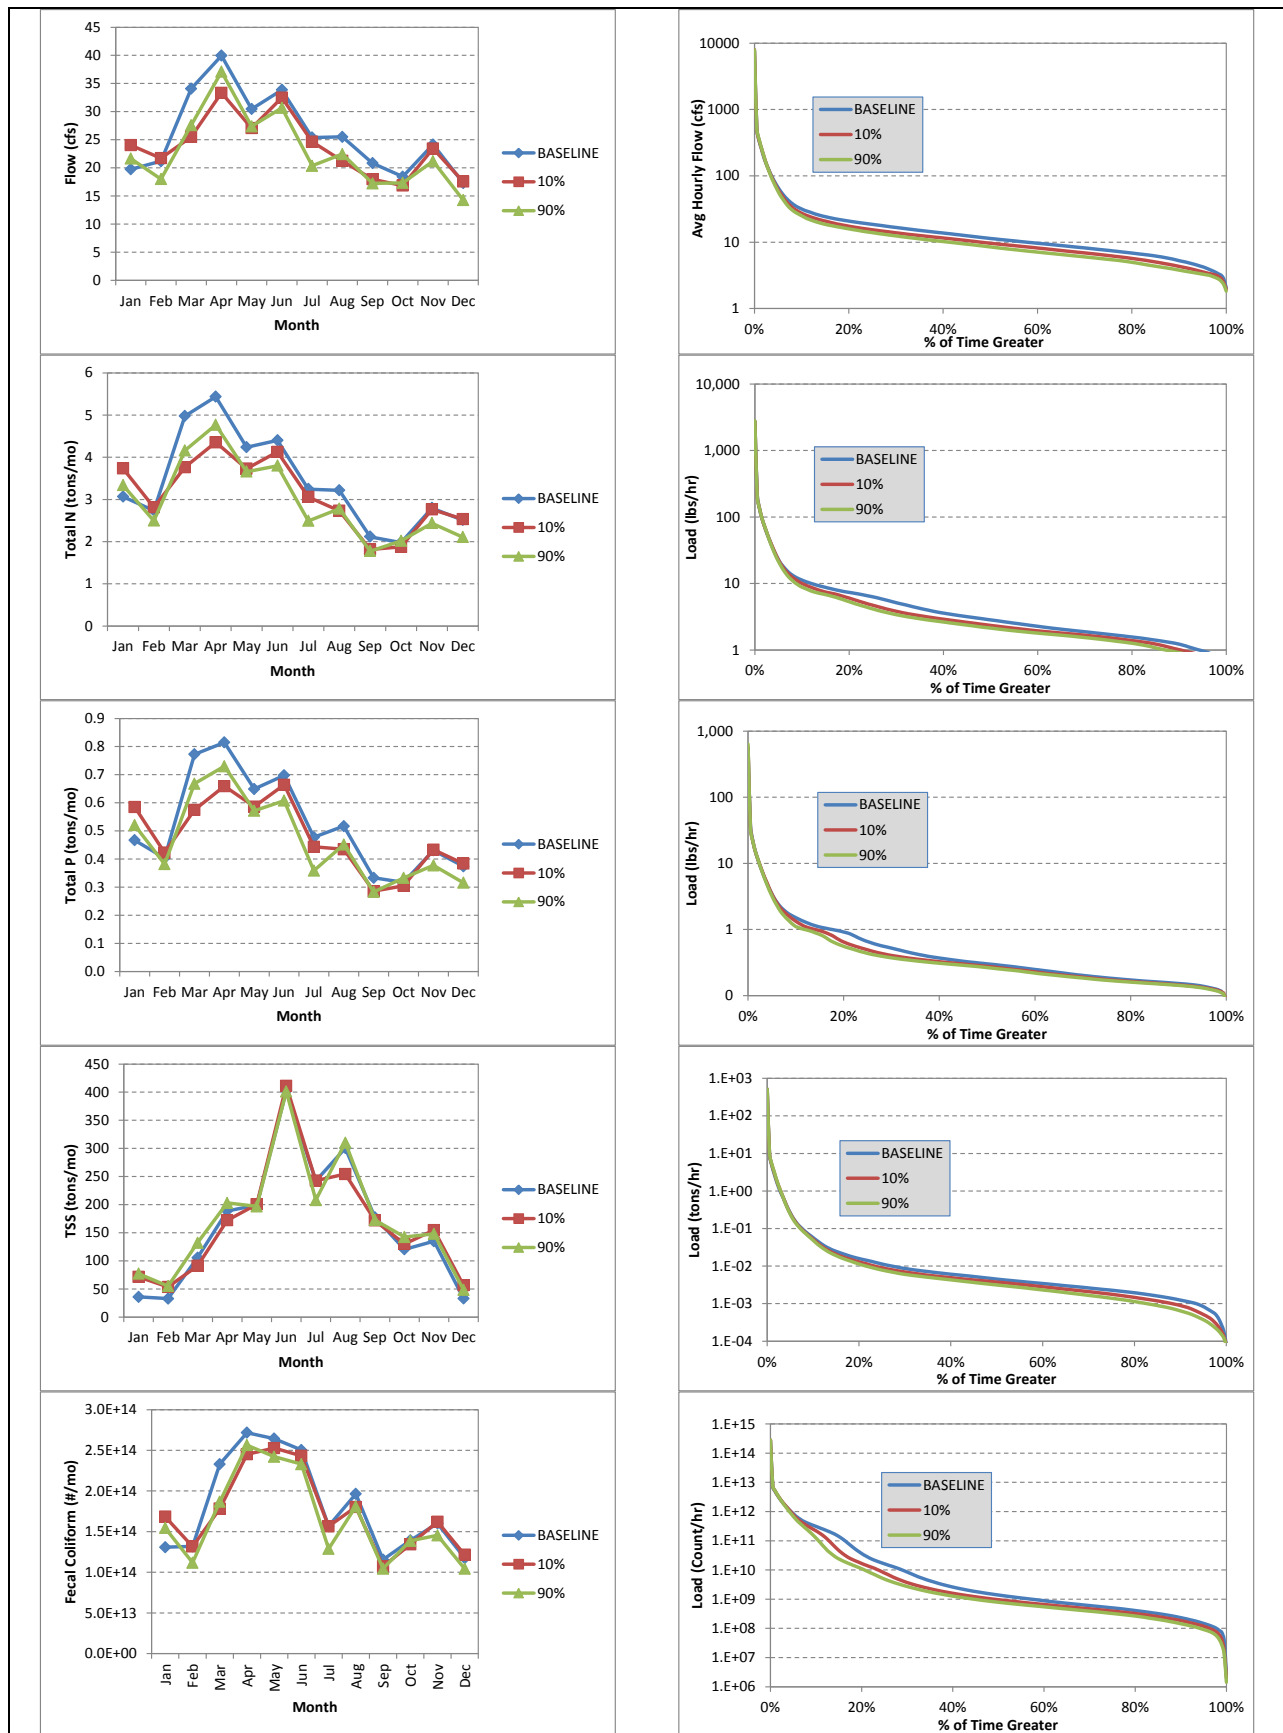 45
40
35
30
25
20
15
10
5
0
Flow (cfs)
Jan Feb Mar Apr May Jun Jul Aug Sep Oct Nov Dec
Month
BASELINE
10%
90%
10000
1000
100
10
1
Avg Hourly Flow (cfs)
BASELINE
10%
90%
0% 20% 40% 60% 80% 100%
% of Time Greater
6
5
4
3
2
1
0
Total N (tons/mo)
Jan Feb Mar Apr May Jun Jul Aug Sep Oct Nov Dec
Month
BASELINE
10%
90%
10,000
1,000
100
10
1
Load (lbs/hr)
BASELINE
10%
90%
0% 20% 40% 60% 80% 100%
% of Time Greater
0.9
0.8
0.7
0.6
0.5
0.4
0.3
0.2
0.1
0.0
Total P (tons/mo)
Jan Feb Mar Apr May Jun Jul Aug Sep Oct Nov Dec
Month
BASELINE
10%
90%
1,000
100
10
1
0
Load (lbs/hr)
BASELINE
10%
90%
0% 20% 40% 60% 80% 100%
% of Time Greater
450
400
350
300
250
200
150
100
50
0
TSS (tons/mo)
Jan Feb Mar Apr May Jun Jul Aug Sep Oct Nov Dec
Month
BASELINE
10%
90%
1.E+03
1.E+02
1.E+01
1.E+00
1.E-01
1.E-02
1.E-03
1.E-04
Load (tons/hr)
BASELINE
10%
90%
0% 20% 40% 60% 80% 100%
% of Time Greater
3.0E+14
2.5E+14
2.0E+14
1.5E+14
1.0E+14
5.0E+13
0.0E+00
Fecal Coliform (#/mo)
Jan Feb Mar Apr May Jun Jul Aug Sep Oct Nov Dec
Month
BASELINE
10%
90%
1.E+15
1.E+14
1.E+13
1.E+12
1.E+11
1.E+10
1.E+09
1.E+08
1.E+07
1.E+06
Load (Count/hr)
BASELINE
10%
90%
0% 20% 40% 60% 80% 100%
% of Time Greater